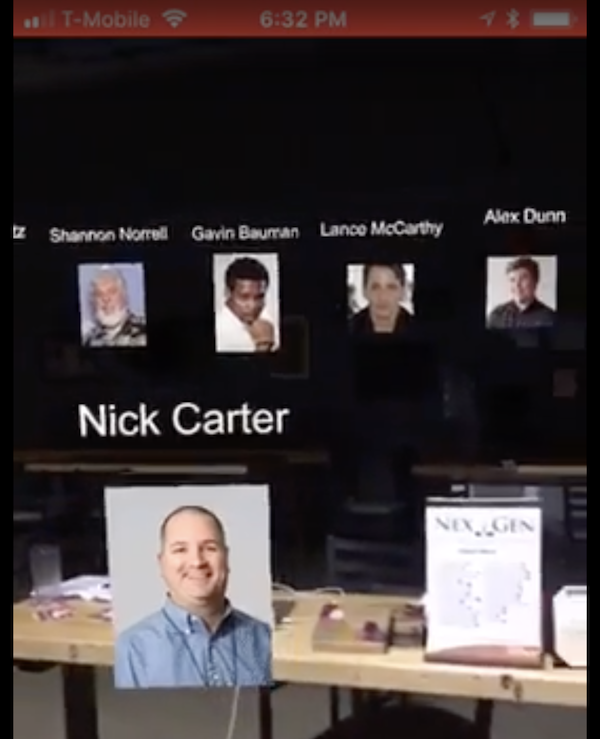 T-Mobile 6:32 PM
tz Shannon Norrell Gavin Bauman Lance McCarthy Alex Dunn
Nick Carter
NEX GEN